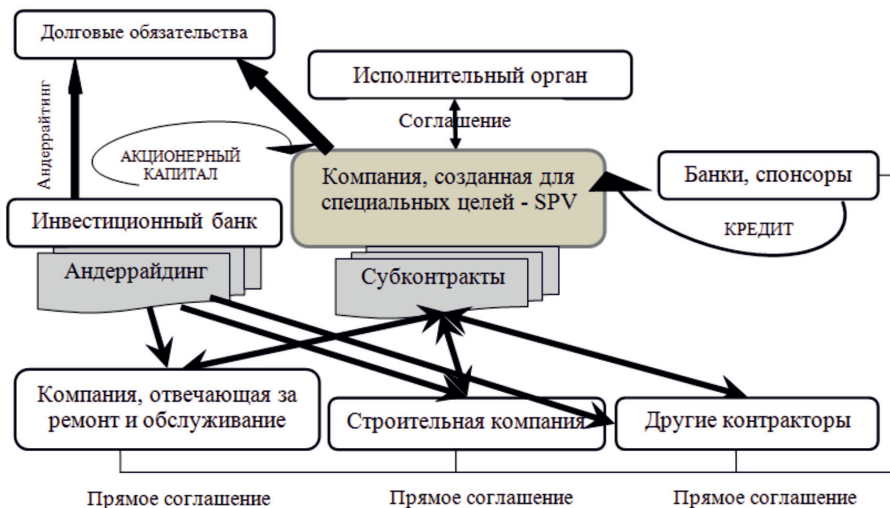 Долговые обязательства
Исполнительный орган
Андеррайтинг
Соглашение
АКЦИОНЕРНЫЙ
КАПИТАЛ
Компания, созданная для
специальных целей - SPV
Банки, спонсоры
Инвестиционный банк
КРЕДИТ
Андеррайдинг
Субконтракты
Компания, отвечающая за
ремонт и обслуживание
Строительная компания
Другие контракторы
Прямое соглашение
Прямое соглашение
Прямое соглашение